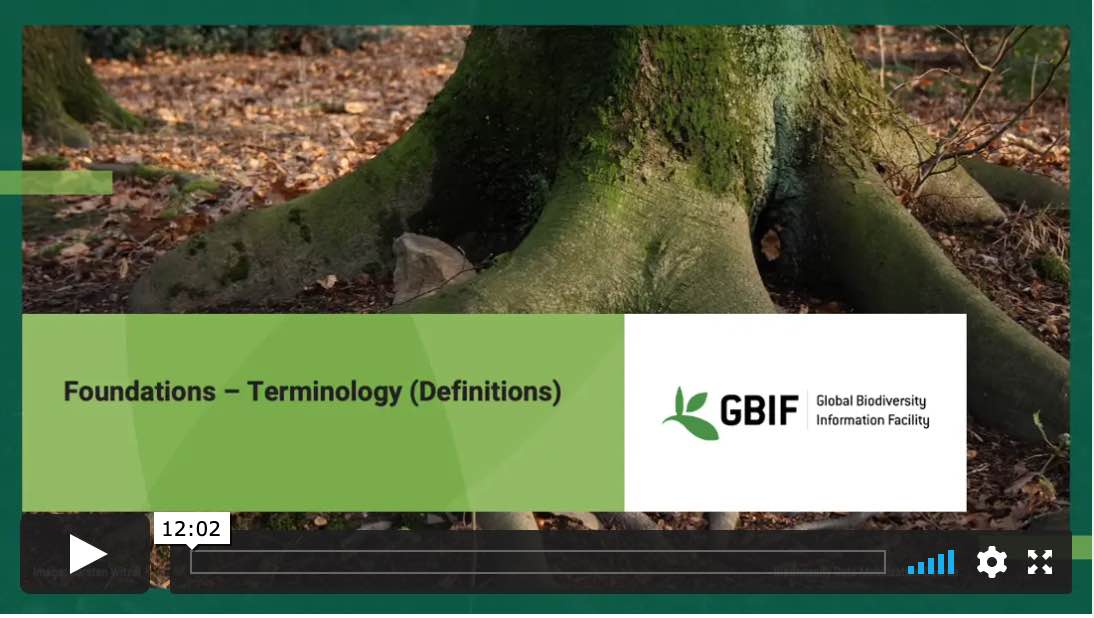 Foundations – Terminology (Definitions)
GBIF
Global Biodiversity
Information Facility
12:02